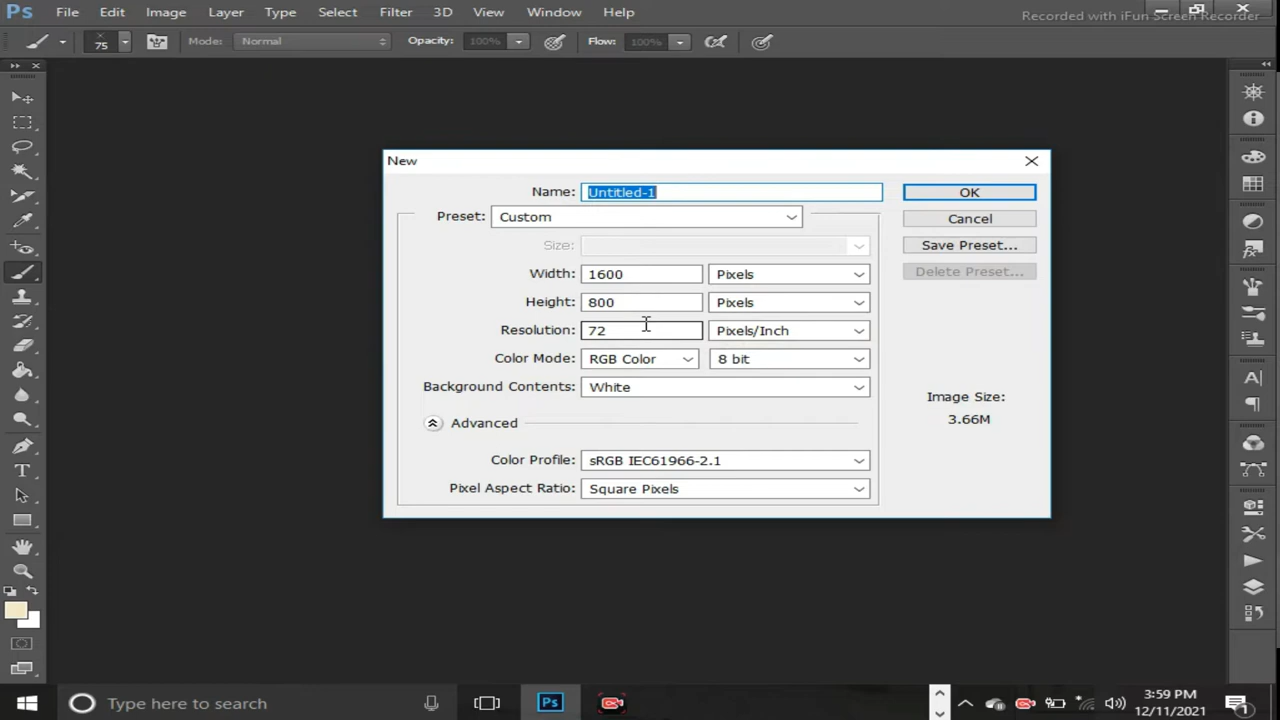 Ps File Edit Image Layer Type Select Filter 3D View Window Help
Recorded with iFun Screen Recorder
75 Mode: Normal Opacity: 100% Flow: 100%
New
Name: Untitled-1 OK
Preset: Custom Cancel
Size: Save Preset...
Width: 1600 Pixels Delete Preset...
Height: 800 Pixels
Resolution: 72 Pixels/Inch
Color Mode: RGB Color 8 bit
Background Contents: White
Image Size:
3.66M
Advanced
Color Profile: sRGB IEC61966-2.1
Pixel Aspect Ratio: Square Pixels
Type here to search
Ps
3:59 PM
12/11/2021
1